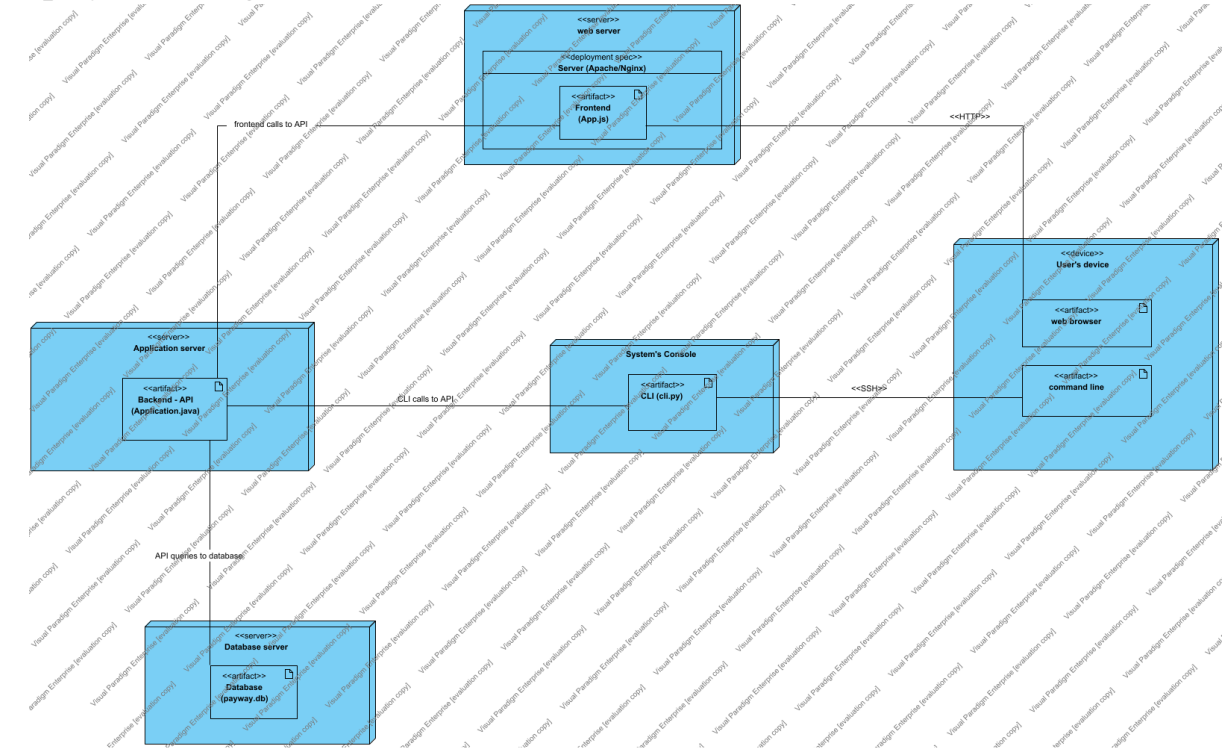 <<server>>
web server
<<deployment spec>>
Server (Apache/Nginx)
<<artifact>>
Frontend
(App.js)
frontend calls to API
<<HTTP>>
<<device>>
User's device
<<artifact>>
web browser
<<artifact>>
command line
<<server>>
Application server
<<artifact>>
Backend - API
(Application.java)
CLI calls to API
System's Console
<<artifact>>
CLI (cli.py)
<<SSH>>
API queries to database
<<server>>
Database server
<<artifact>>
Database
(payway.db)
Visual Paradigm Enterprise [evaluation copy]